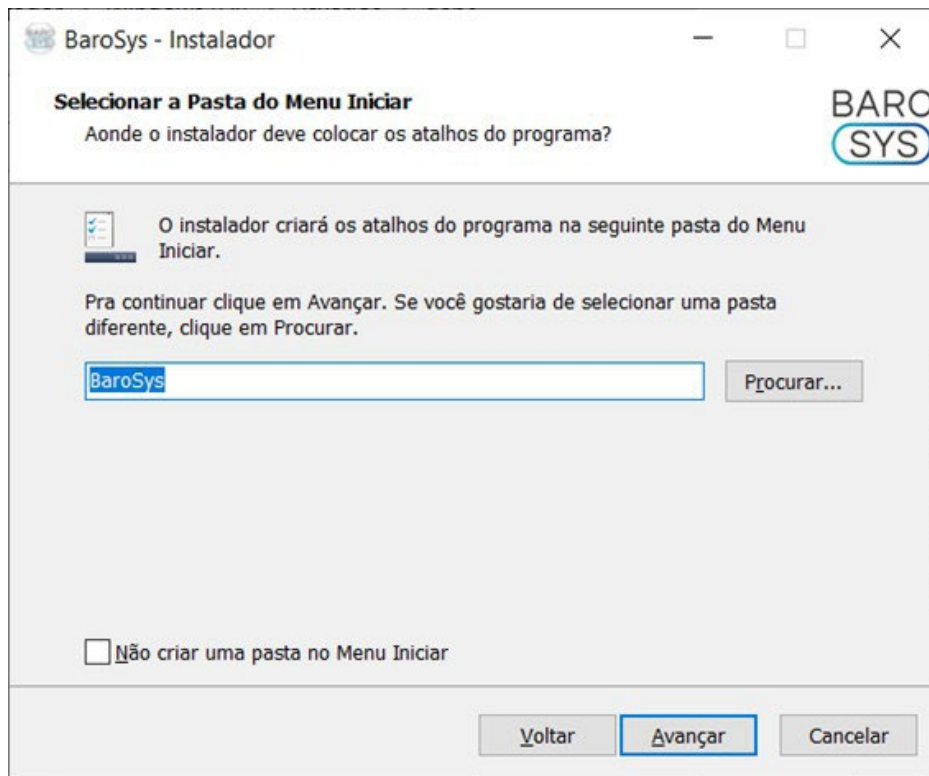 BaroSys - Instalador
Selecionar a Pasta do Menu Iniciar
Aonde o instalador deve colocar os atalhos do programa?
BARO
SYS
O instalador criará os atalhos do programa na seguinte pasta do Menu
Iniciar.
Pra continuar clique em Avançar. Se você gostaria de selecionar uma pasta
diferente, clique em Procurar.
BaroSys
Procurar...
Não criar uma pasta no Menu Iniciar
Voltar
Avançar
Cancelar